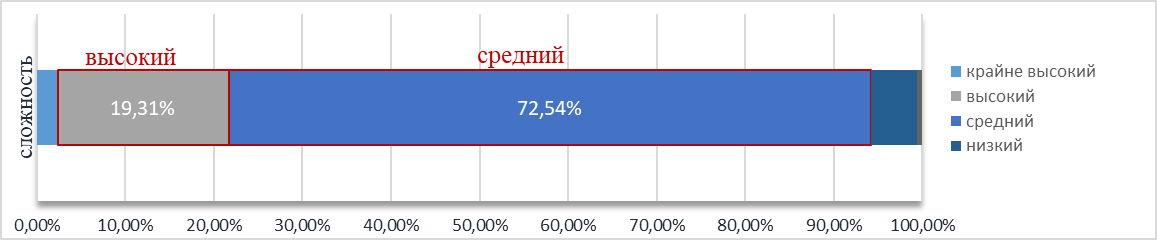 высокий
средний
сложность
19,31%
72,54%
крайне высокий
высокий
средний
низкий
0,00% 10,00% 20,00% 30,00% 40,00% 50,00% 60,00% 70,00% 80,00% 90,00% 100,00%